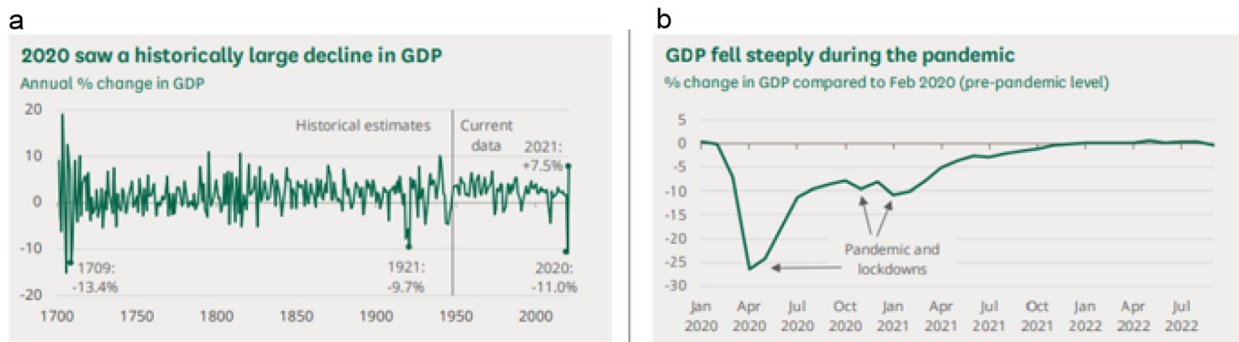 a
2020 saw a historically large decline in GDP
Annual % change in GDP
20
10
0
-10
-20
Historical estimates
Current
data
2021:
+7.5%
1709:
-13.4%
1921:
-9.7%
2020:
-11.0%
1700 1750 1800 1850 1900 1950 2000
b
GDP fell steeply during the pandemic
% change in GDP compared to Feb 2020 (pre-pandemic level)
5
0
-5
-10
-15
-20
-25
-30
Pandemic and
lockdowns
Jan Apr Jul Oct Jan Apr Jul Oct Jan Apr Jul
2020 2020 2020 2020 2021 2021 2021 2021 2022 2022 2022